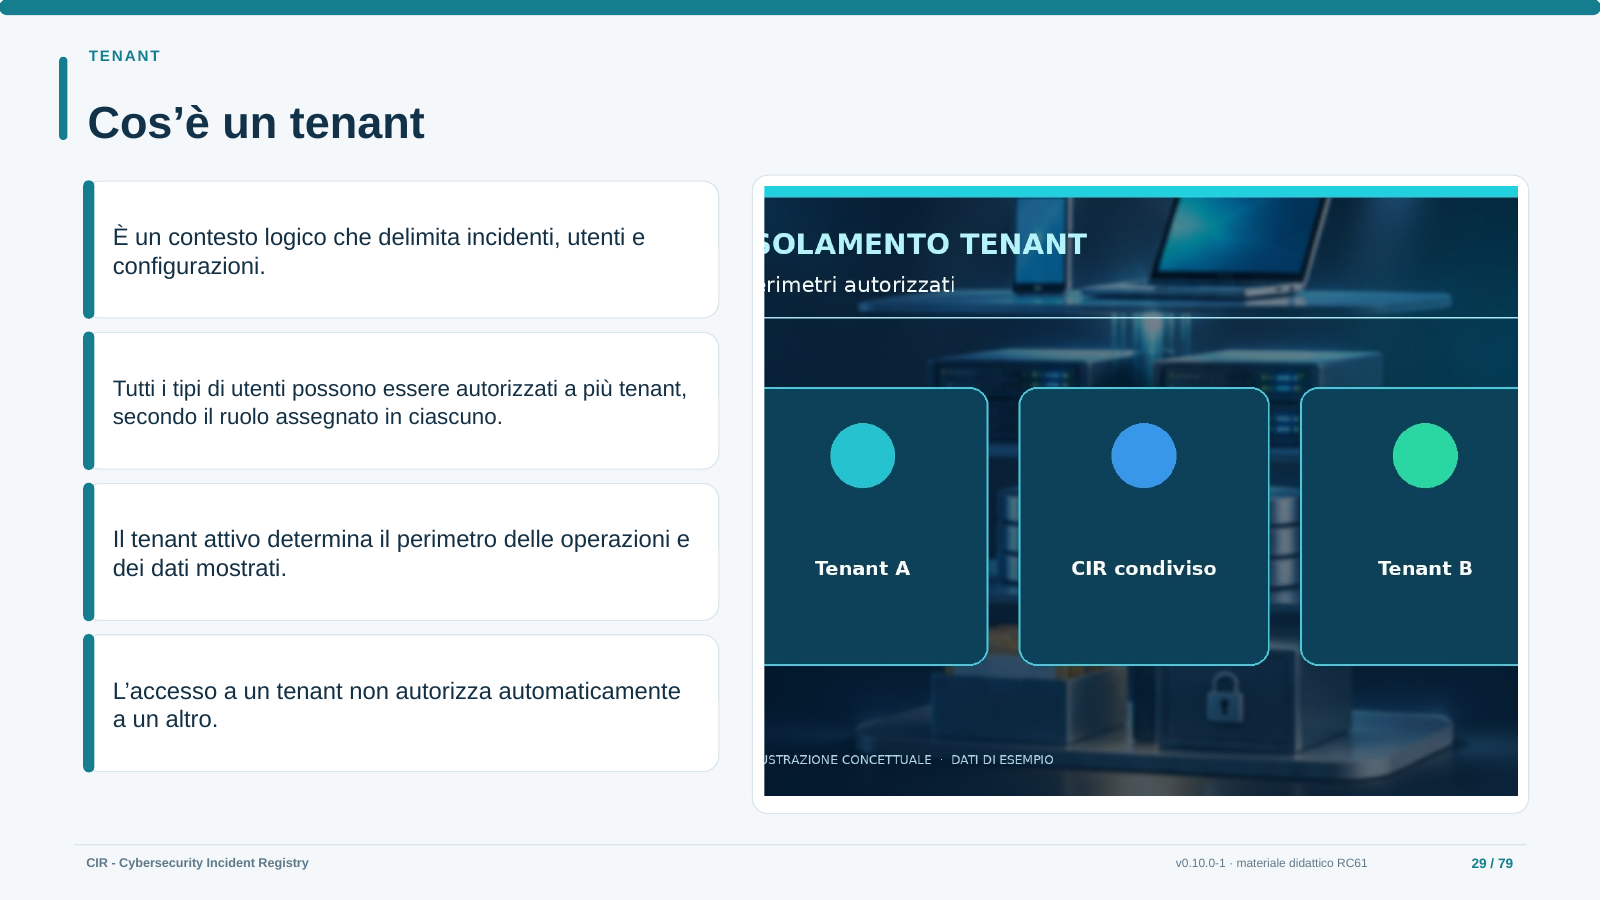 TENANT
Cos’è un tenant
È un contesto logico che delimita incidenti, utenti e
configurazioni.
Tutti i tipi di utenti possono essere autorizzati a più tenant,
secondo il ruolo assegnato in ciascuno.
Il tenant attivo determina il perimetro delle operazioni e
dei dati mostrati.
L’accesso a un tenant non autorizza automaticamente
a un altro.
SOLAMENTO TENANT
erimetri autorizzati
Tenant A
CIR condiviso
Tenant B
USTRAZIONE CONCETTUALE · DATI DI ESEMPIO
CIR - Cybersecurity Incident Registry
v0.10.0-1 · materiale didattico RC61
29 / 79